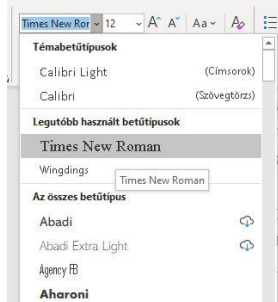 Times New Ror 12 A A Aa A
Témabetűtípusok
Calibri Light (Címsorok)
Calibri (Szövegtörzs)
Legutóbb használt betűtípusok
Times New Roman
Wingdings
Times New Roman
Az összes betűtípus
Abadi
Abadi Extra Light
Agency FB
Aharoni